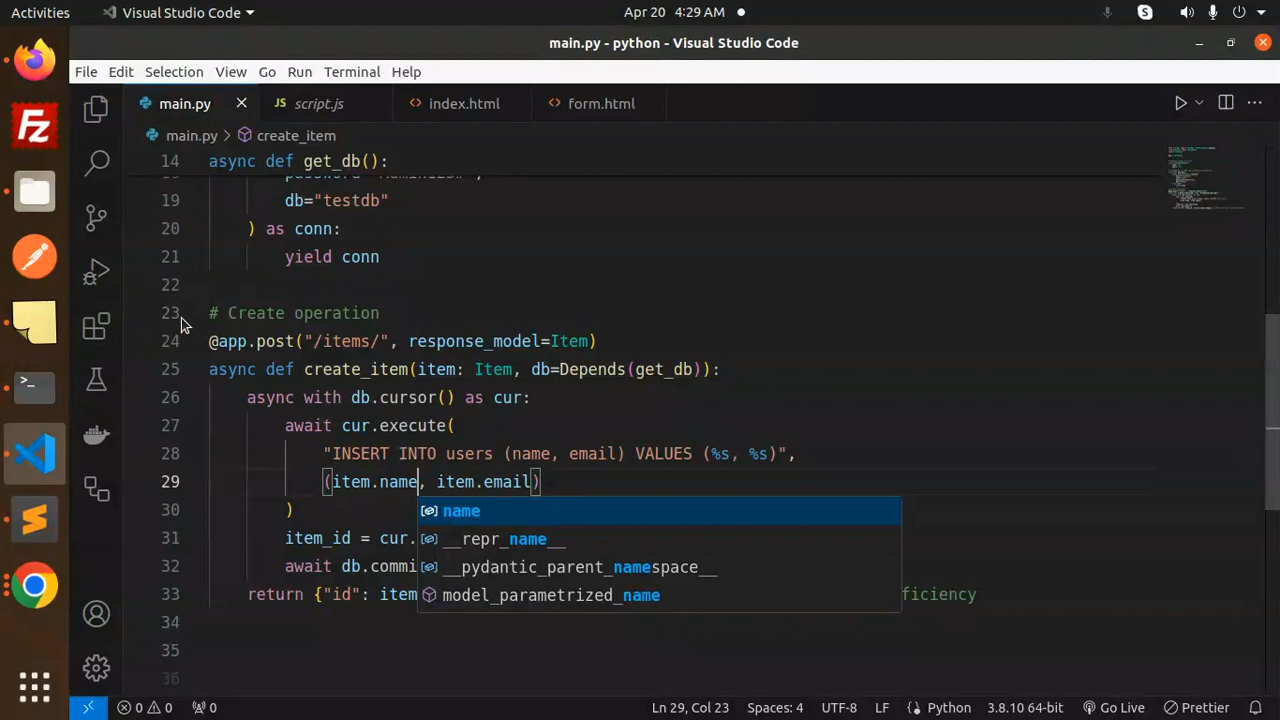 Activities Visual Studio Code Apr 20 4:29 AM
main.py - python - Visual Studio Code
File Edit Selection View Go Run Terminal Help
main.py script.js index.html form.html
main.py > create_item
14 async def get_db():
19 db="testdb"
20 ) as conn:
21 yield conn
22
23 # Create operation
24 @app.post("/items/", response_model=Item)
25 async def create_item(item: Item, db=Depends(get_db)):
26 async with db.cursor() as cur:
27 await cur.execute(
28 "INSERT INTO users (name, email) VALUES (%s, %s)",
29 (item.name, item.email)
name
30 )
31 item_id = cur.
__repr_name__
32 await db.commi
__pydantic_parent_namespace__
33 return {"id": item
model_parametrized_name
ficiency
34
35
36
0 0 0 Ln 29, Col 23 Spaces: 4 UTF-8 LF Python 3.8.10 64-bit Go Live Prettier